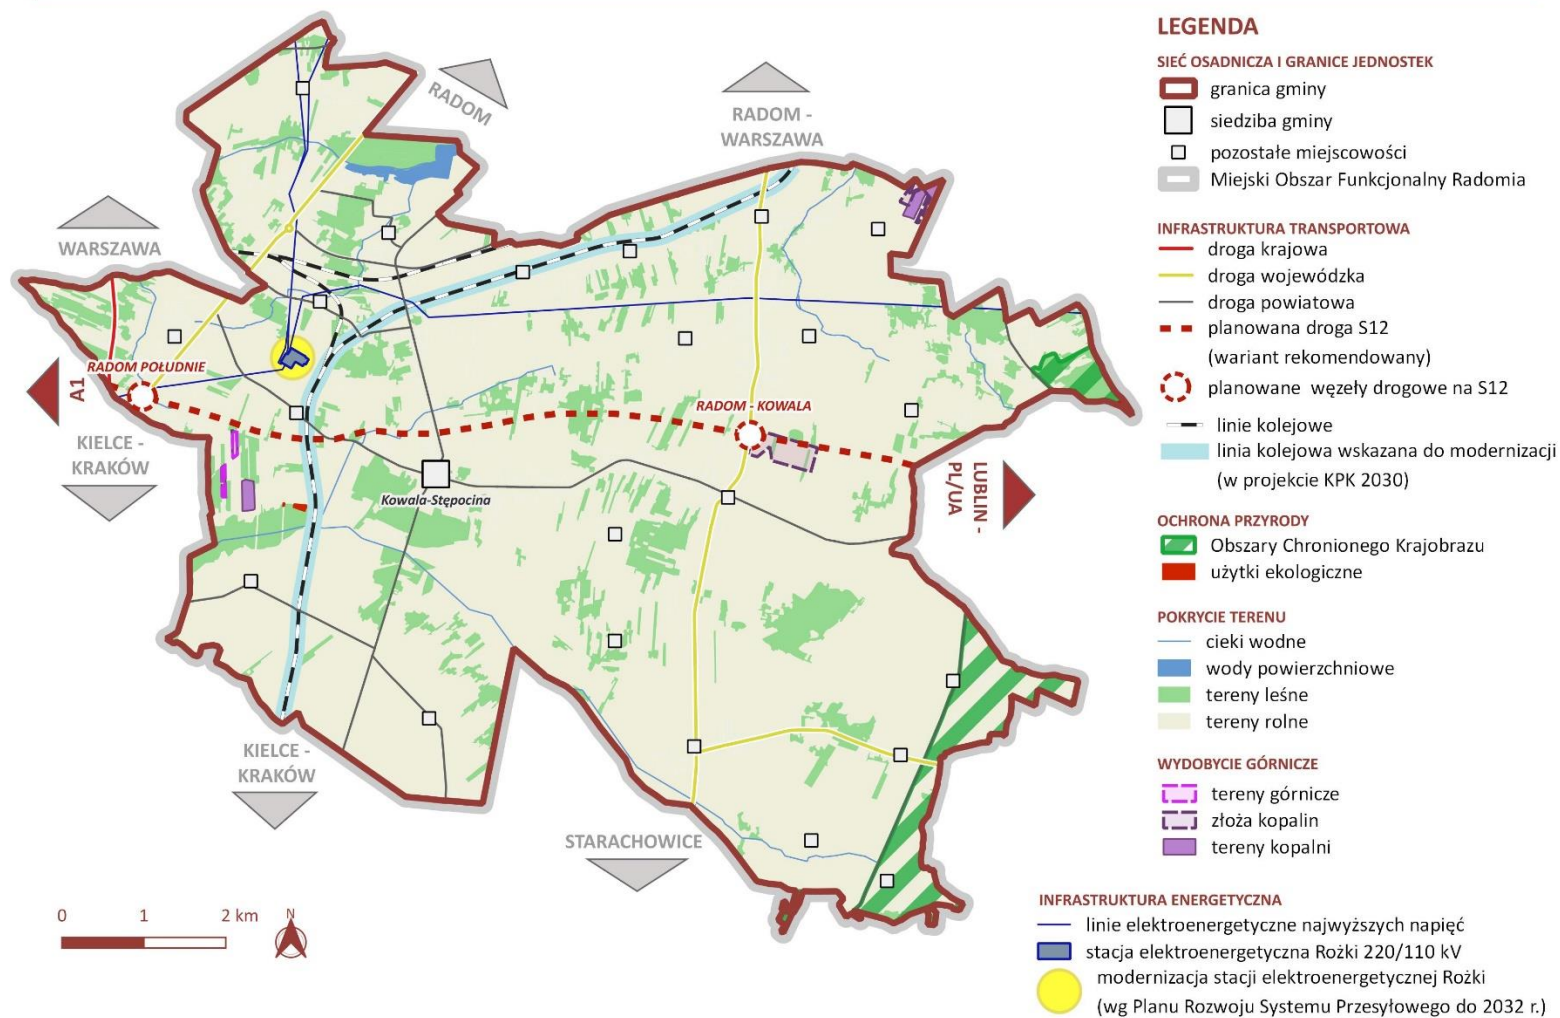 RADOM
RADOM -
WARSZAWA
WARSZAWA
RADOM POŁUDNIE
A1
KIELCE -
KRAKÓW
RADOM - KOWALA
Kowala-Stępocina
LUBLIN -
PL/UA
KIELCE -
KRAKÓW
STARACHOWICE
0 1 2 km
N
LEGENDA
SIEĆ OSADNICZA I GRANICE JEDNOSTEK
granica gminy
siedziba gminy
pozostałe miejscowości
Miejski Obszar Funkcjonalny Radomia
INFRASTRUKTURA TRANSPORTOWA
droga krajowa
droga wojewódzka
droga powiatowa
planowana droga S12
(wariant rekomendowany)
planowane węzły drogowe na S12
linie kolejowe
linia kolejowa wskazana do modernizacji
(w projekcie KPK 2030)
OCHRONA PRZYRODY
Obszary Chronionego Krajobrazu
użytki ekologiczne
POKRYCIE TERENU
cieki wodne
wody powierzchniowe
tereny leśne
tereny rolne
WYDOBYCIE GÓRNICZE
tereny górnicze
złoża kopalin
tereny kopalni
INFRASTRUKTURA ENERGETYCZNA
linie elektroenergetyczne najwyższych napięć
stacja elektroenergetyczna Rożki 220/110 kV
modernizacja stacji elektroenergetycznej Rożki
(wg Planu Rozwoju Systemu Przesyłowego do 2032 r.)